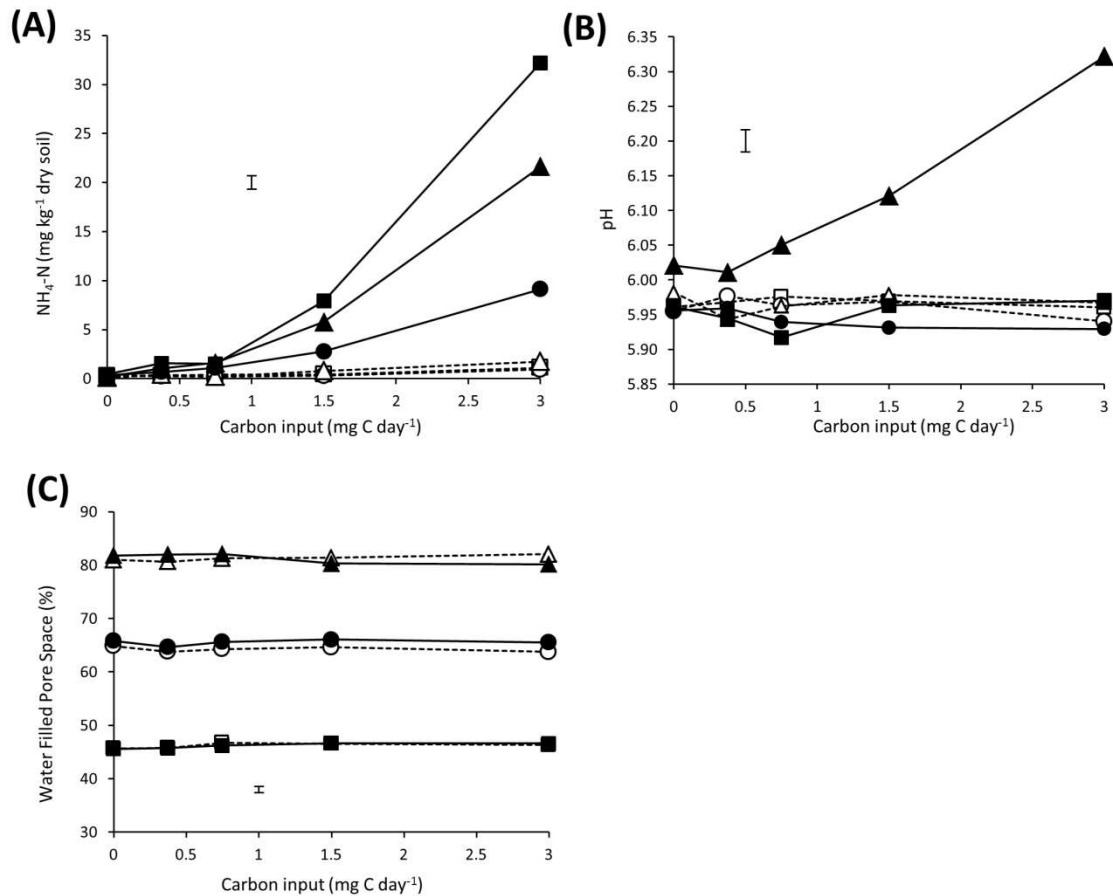 (A)
35
30
25
20
15
10
5
0
NH₄-N (mg kg⁻¹ dry soil)
0 0.5 1 1.5 2 2.5 3
Carbon input (mg C day⁻¹)
(B)
6.35
6.30
6.25
6.20
6.15
6.10
6.05
6.00
5.95
5.90
5.85
pH
0 0.5 1 1.5 2 2.5 3
Carbon input (mg C day⁻¹)
(C)
90
80
70
60
50
40
30
Water Filled Pore Space (%)
0 0.5 1 1.5 2 2.5 3
Carbon input (mg C day⁻¹)